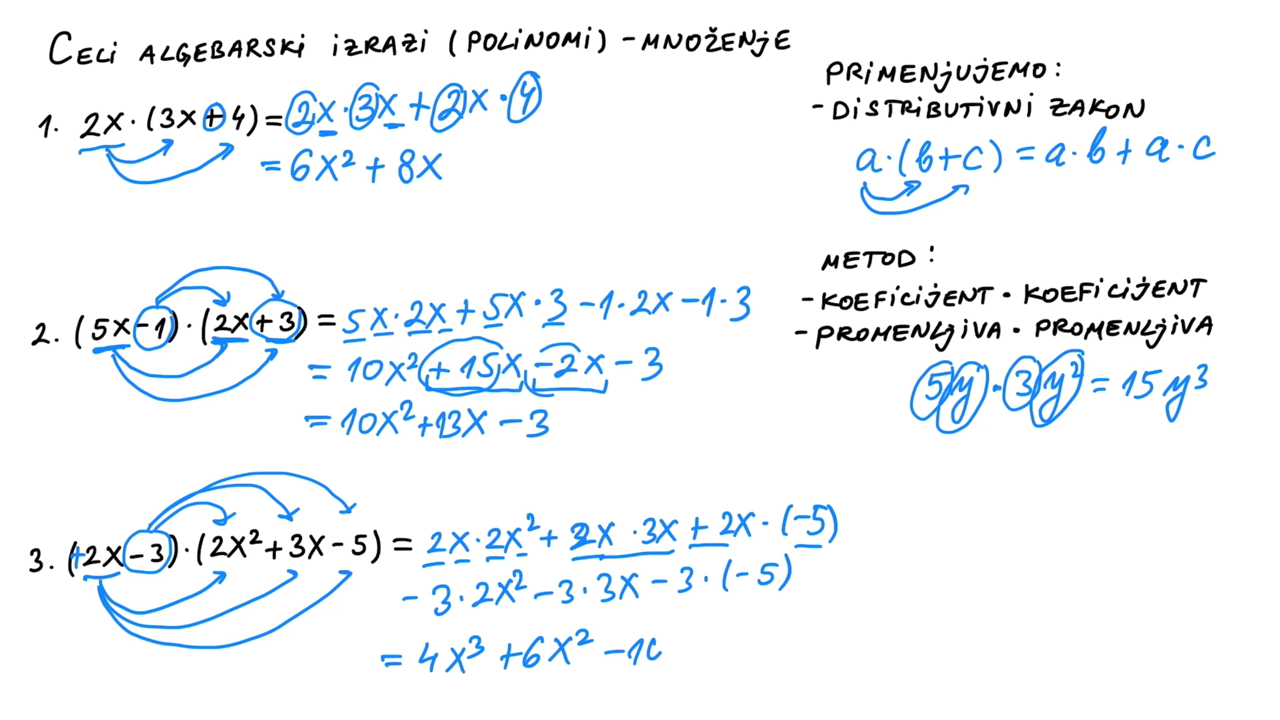 CELI ALGEBARSKI IZRAZI (POLINOMI) - MNOŽENJE
1. 2x · (3x + 4) = 2x · 3x + 2x · 4
= 6x² + 8x
2. (5x - 1) · (2x + 3) = 5x · 2x + 5x · 3 - 1 · 2x - 1 · 3
= 10x² + 15x - 2x - 3
= 10x² + 13x - 3
3. (+2x - 3) · (2x² + 3x - 5) = 2x · 2x² + 2x · 3x + 2x · (-5)
- 3 · 2x² - 3 · 3x - 3 · (-5)
= 4x³ + 6x² - 10
PRIMENJUJEMO:
- DISTRIBUTIVNI ZAKON
a · (b + c) = a · b + a · c
METOD:
- KOEFICIJENT · KOEFICIJENT
- PROMENLJIVA · PROMENLJIVA
5y · 3y² = 15y³